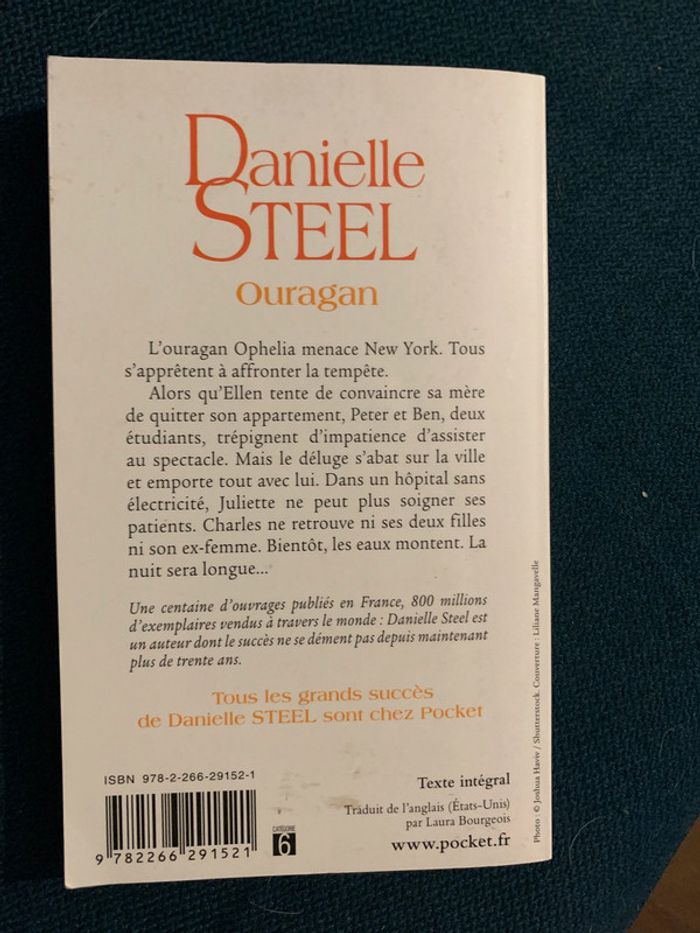 Danielle
STEEL
Ouragan
L'ouragan Ophelia menace New York. Tous
s'apprêtent à affronter la tempête.
Alors qu'Ellen tente de convaincre sa mère
de quitter son appartement, Peter et Ben, deux
étudiants, trépignent d'impatience d'assister
au spectacle. Mais le déluge s'abat sur la ville
et emporte tout avec lui. Dans un hôpital sans
électricité, Juliette ne peut plus soigner ses
patients. Charles ne retrouve ni ses deux filles
ni son ex-femme. Bientôt, les eaux montent. La
nuit sera longue...
Une centaine d'ouvrages publiés en France, 800 millions
d'exemplaires vendus à travers le monde : Danielle Steel est
un auteur dont le succès ne se dément pas depuis maintenant
plus de trente ans.
Tous les grands succès
de Danielle STEEL sont chez Pocket
ISBN 978-2-266-29152-1
9 782266 291521
CATÉGORIE
6
Texte intégral
Traduit de l'anglais (États-Unis)
par Laura Bourgeois
www.pocket.fr
Photo : © Joshua Haviv / Shutterstock. Couverture : Liliane Mangavelle